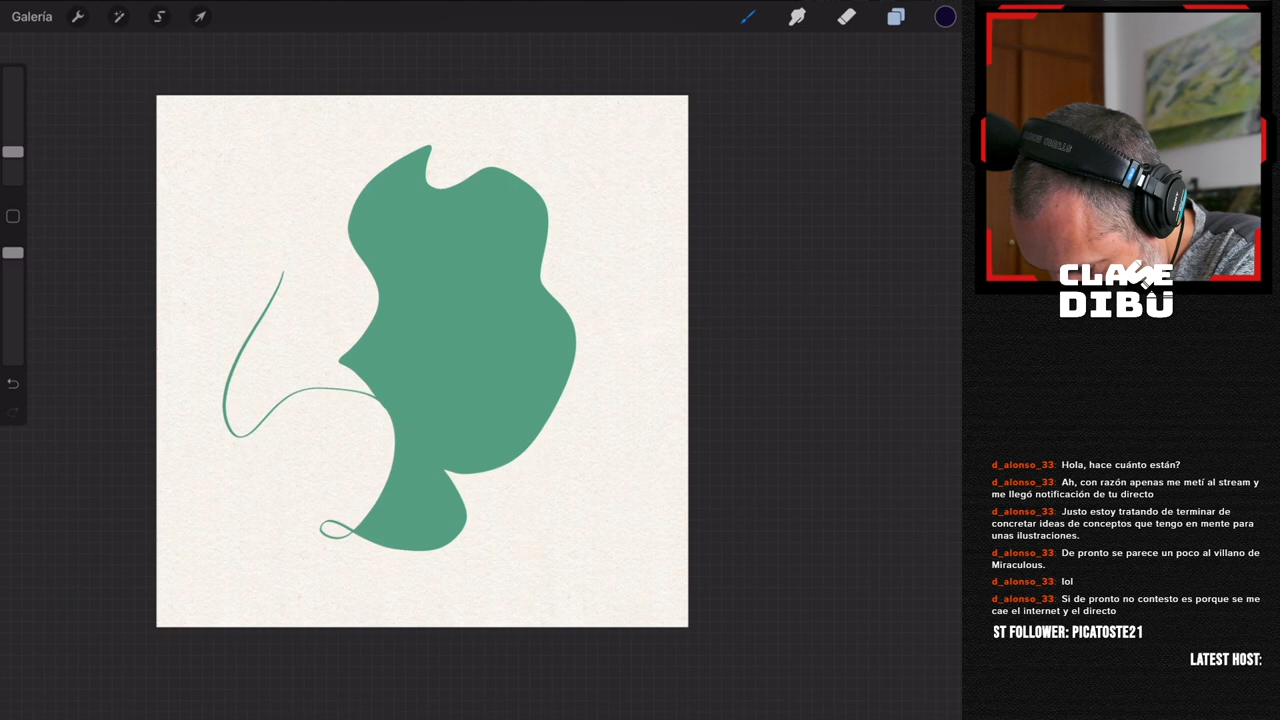 Galería
CLASE
DIBU
d_alonso_33: Hola, hace cuánto están?
d_alonso_33: Ah, con razón apenas me metí al stream y
me llegó notificación de tu directo
d_alonso_33: Justo estoy tratando de terminar de
concretar ideas de conceptos que tengo en mente para
unas ilustraciones.
d_alonso_33: De pronto se parece un poco al villano de
Miraculous.
d_alonso_33: lol
d_alonso_33: Si de pronto no contesto es porque se me
cae el internet y el directo
ST FOLLOWER: PICATOSTE21
LATEST HOST: